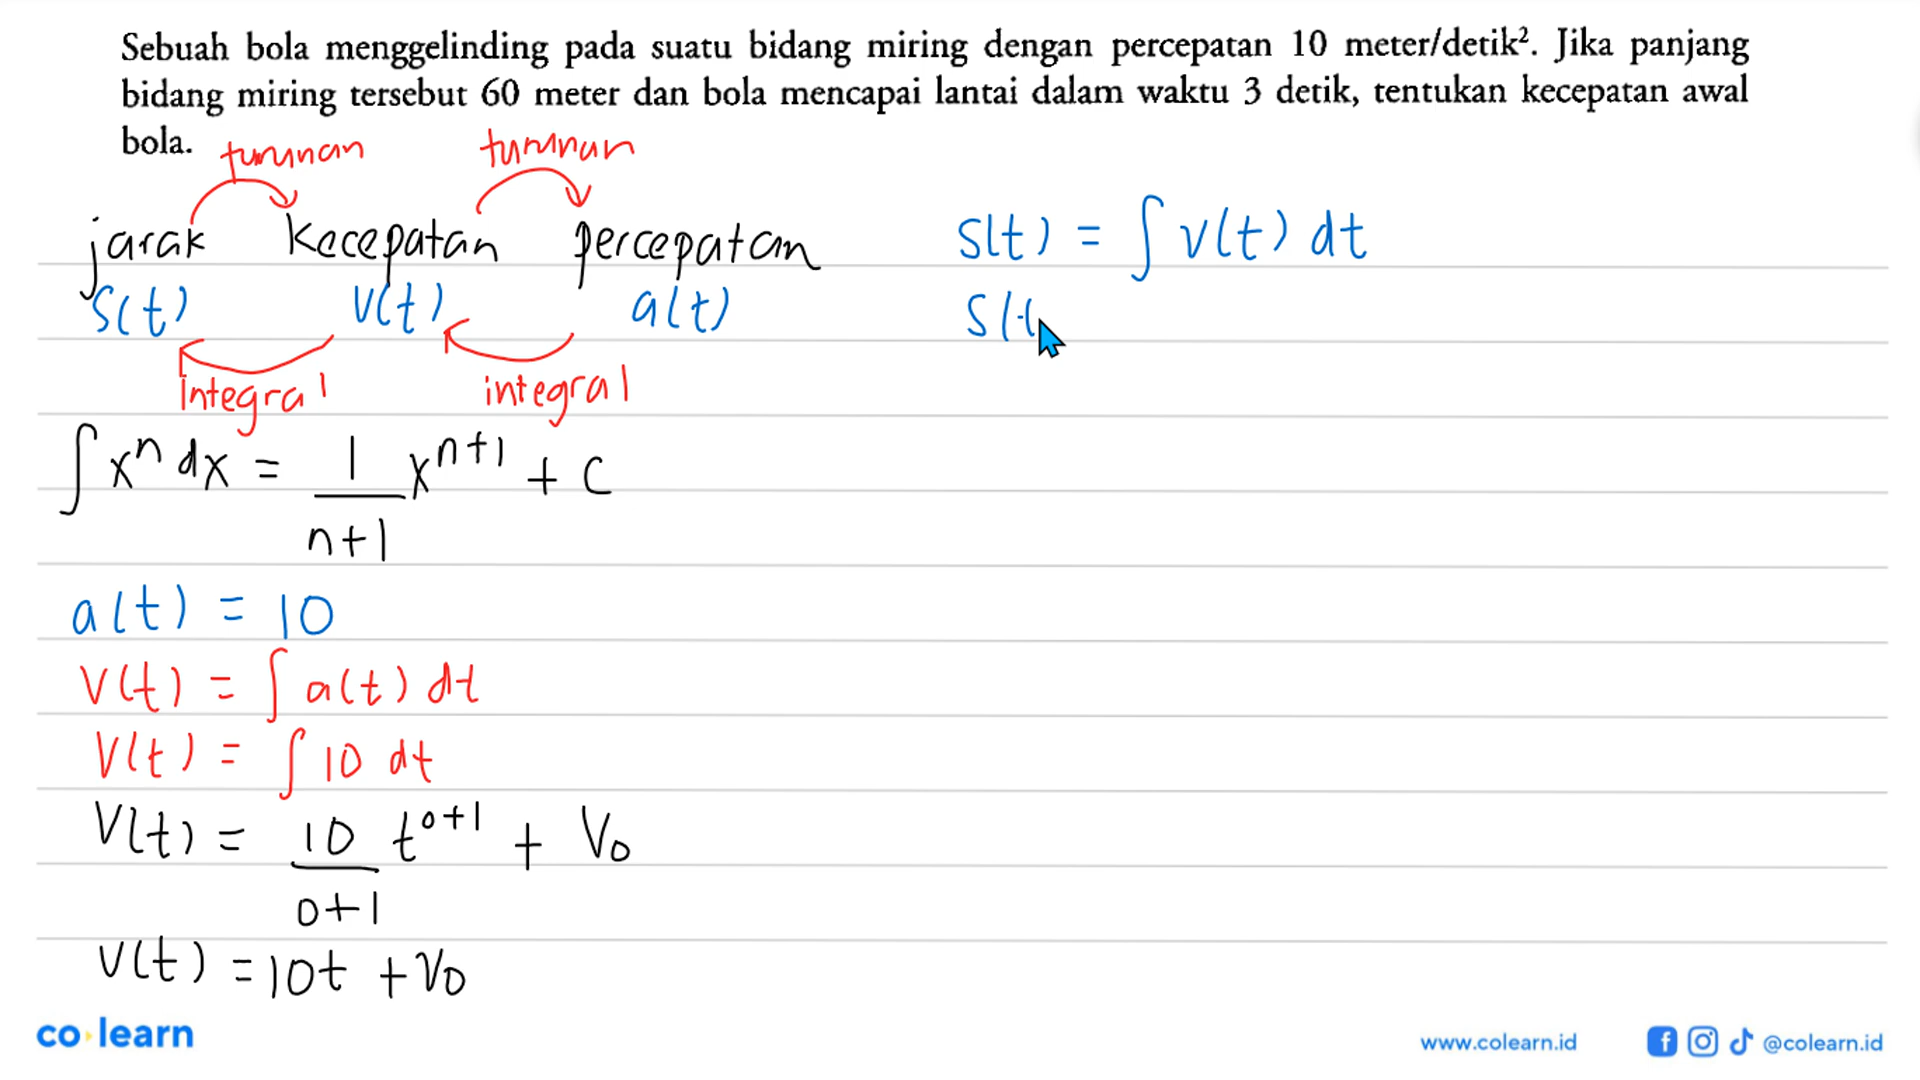 Sebuah bola menggelinding pada suatu bidang miring dengan percepatan 10 meter/detik². Jika panjang
bidang miring tersebut 60 meter dan bola mencapai lantai dalam waktu 3 detik, tentukan kecepatan awal
bola.
turunan turunan
jarak kecepatan percepatan
s(t) v(t) a(t)
Integral integral
∫ xⁿ dx = 1/(n+1) xⁿ⁺¹ + c
a(t) = 10
v(t) = ∫ a(t) dt
v(t) = ∫ 10 dt
v(t) = 10/(0+1) t⁰⁺¹ + V₀
v(t) = 10t + V₀
s(t) = ∫ v(t) dt
s(t
co learn
www.colearn.id
@colearn.id